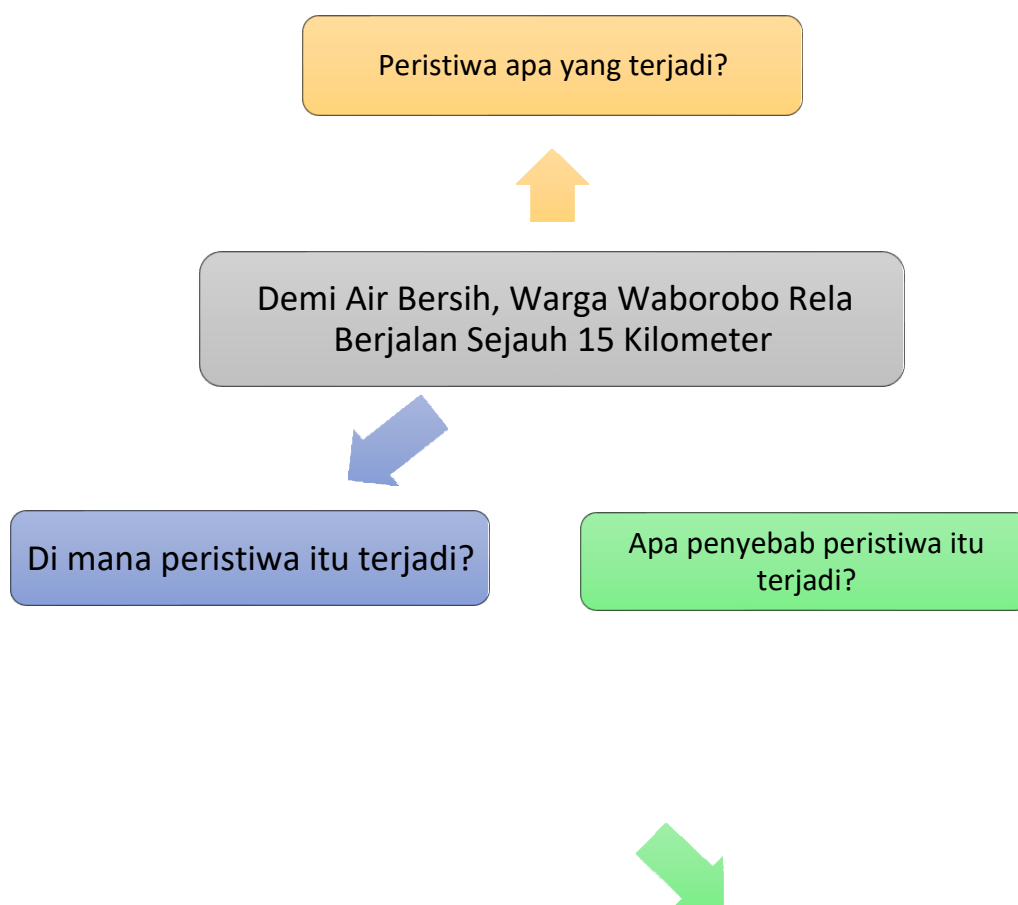 Peristiwa apa yang terjadi?
Demi Air Bersih, Warga Waborobo Rela
Berjalan Sejauh 15 Kilometer
Di mana peristiwa itu terjadi?
Apa penyebab peristiwa itu
terjadi?